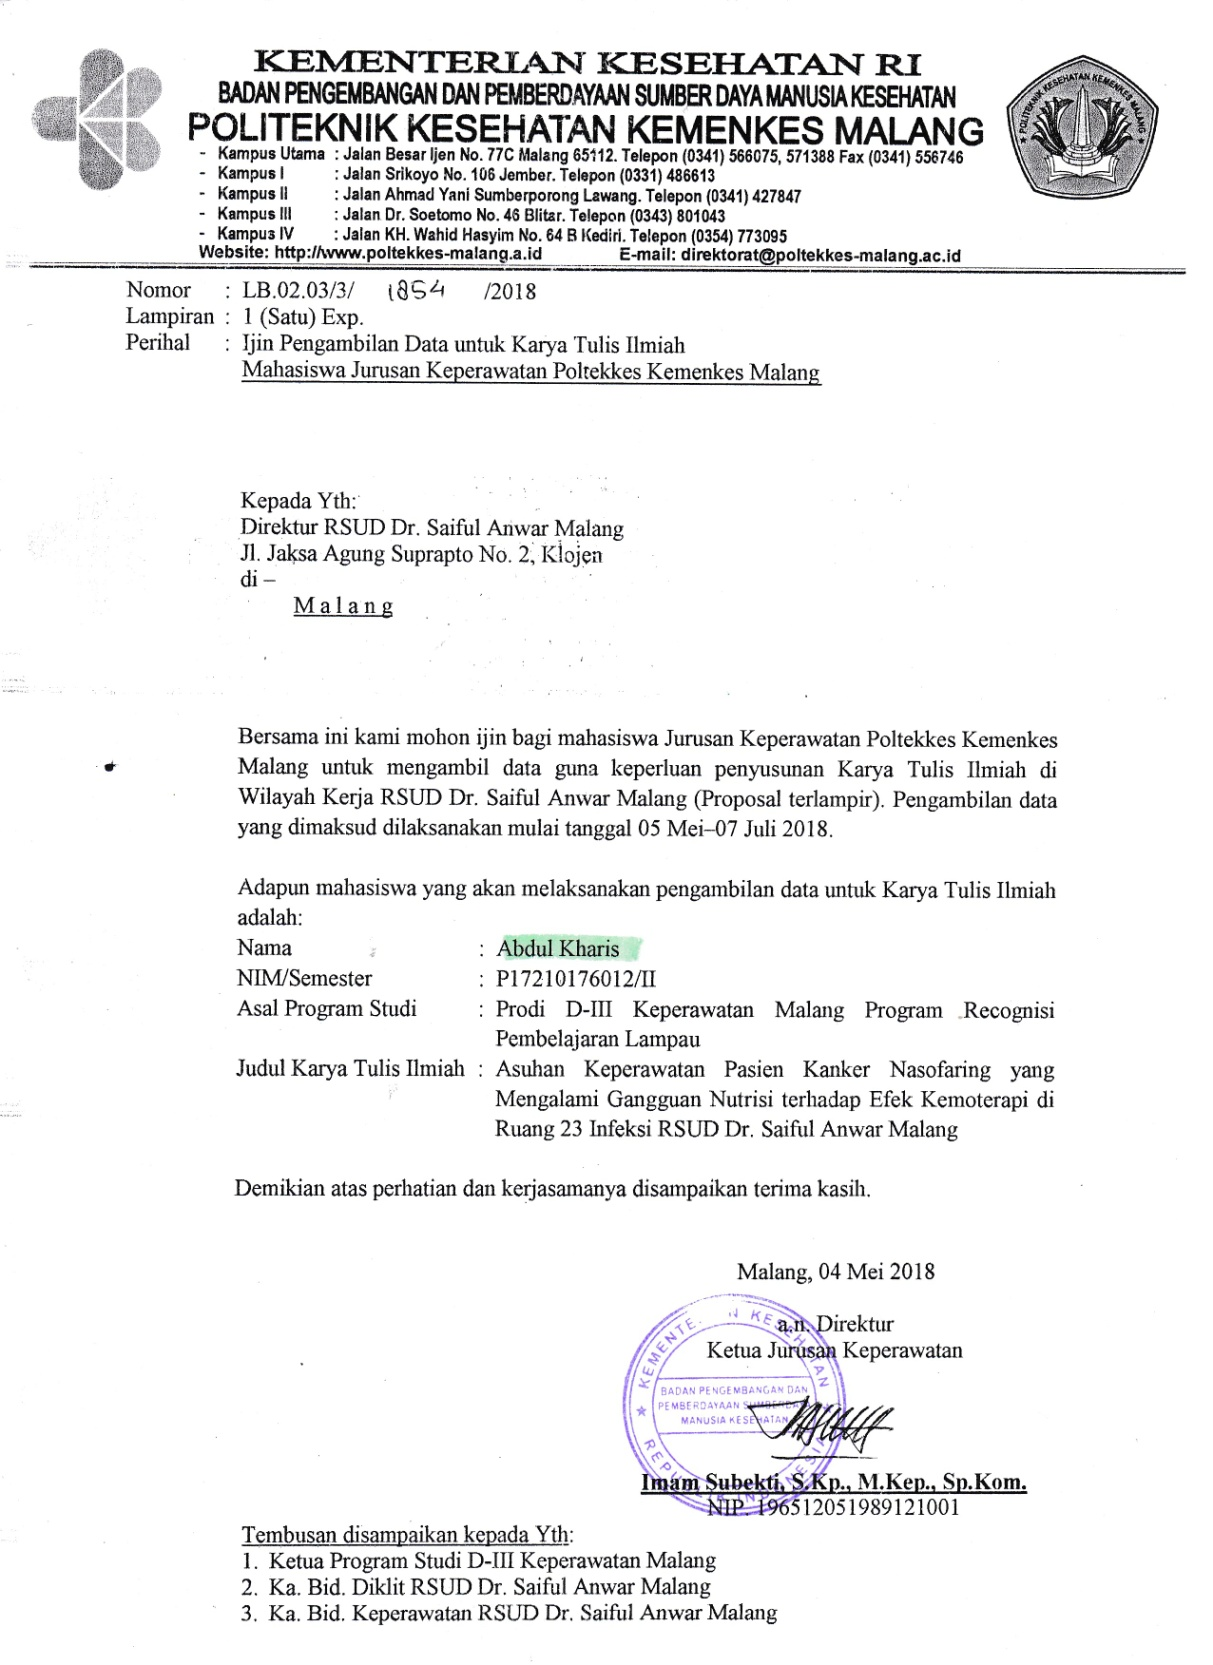 KEMENTERIAN KESEHATAN RI
BADAN PENGEMBANGAN DAN PEMBERDAYAAN SUMBER DAYA MANUSIA KESEHATAN
POLITEKNIK KESEHATAN KEMENKES MALANG
- Kampus Utama : Jalan Besar Ijen No. 77C Malang 65112. Telepon (0341) 566075, 571388 Fax (0341) 556746
- Kampus I : Jalan Srikoyo No. 106 Jember. Telepon (0331) 486613
- Kampus II : Jalan Ahmad Yani Sumberporong Lawang. Telepon (0341) 427847
- Kampus III : Jalan Dr. Soetomo No. 46 Blitar. Telepon (0343) 801043
- Kampus IV : Jalan KH. Wahid Hasyim No. 64 B Kediri. Telepon (0354) 773095
Website: http://www.poltekkes-malang.a.id E-mail: direktorat@poltekkes-malang.ac.id
Nomor : LB.02.03/3/ 1854 /2018
Lampiran : 1 (Satu) Exp.
Perihal : Ijin Pengambilan Data untuk Karya Tulis Ilmiah
Mahasiswa Jurusan Keperawatan Poltekkes Kemenkes Malang
Kepada Yth:
Direktur RSUD Dr. Saiful Anwar Malang
Jl. Jaksa Agung Suprapto No. 2, Klojen
di –
M a l a n g
Bersama ini kami mohon ijin bagi mahasiswa Jurusan Keperawatan Poltekkes Kemenkes
Malang untuk mengambil data guna keperluan penyusunan Karya Tulis Ilmiah di
Wilayah Kerja RSUD Dr. Saiful Anwar Malang (Proposal terlampir). Pengambilan data
yang dimaksud dilaksanakan mulai tanggal 05 Mei–07 Juli 2018.
Adapun mahasiswa yang akan melaksanakan pengambilan data untuk Karya Tulis Ilmiah
adalah:
Nama : Abdul Kharis
NIM/Semester : P17210176012/II
Asal Program Studi : Prodi D-III Keperawatan Malang Program Recognisi
Pembelajaran Lampau
Judul Karya Tulis Ilmiah : Asuhan Keperawatan Pasien Kanker Nasofaring yang
Mengalami Gangguan Nutrisi terhadap Efek Kemoterapi di
Ruang 23 Infeksi RSUD Dr. Saiful Anwar Malang
Demikian atas perhatian dan kerjasamanya disampaikan terima kasih.
Malang, 04 Mei 2018
a.n. Direktur
Ketua Jurusan Keperawatan
KESEHATAN
REPUBLIK INDONESIA
BADAN PENGEMBANGAN DAN
PEMBERDAYAAN SUMBER DAYA
MANUSIA KESEHATAN
Imam Subekti, S.Kp., M.Kep., Sp.Kom.
NIP. 196512051989121001
Tembusan disampaikan kepada Yth:
1. Ketua Program Studi D-III Keperawatan Malang
2. Ka. Bid. Diklit RSUD Dr. Saiful Anwar Malang
3. Ka. Bid. Keperawatan RSUD Dr. Saiful Anwar Malang